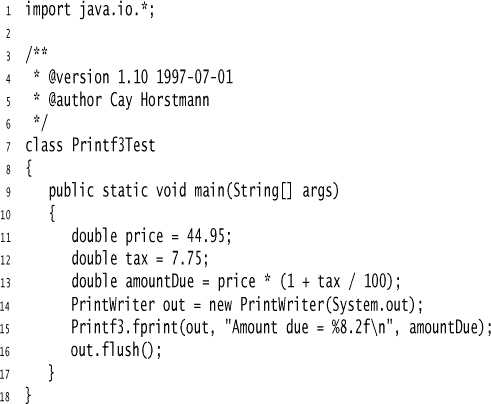 1 import java.io.*;
2
3 /**
4  * @version 1.10 1997-07-01
5  * @author Cay Horstmann
6  */
7 class Printf3Test
8 {
9    public static void main(String[] args)
10    {
11       double price = 44.95;
12       double tax = 7.75;
13       double amountDue = price * (1 + tax / 100);
14       PrintWriter out = new PrintWriter(System.out);
15       Printf3.fprint(out, "Amount due = %8.2f\n", amountDue);
16       out.flush();
17    }
18 }